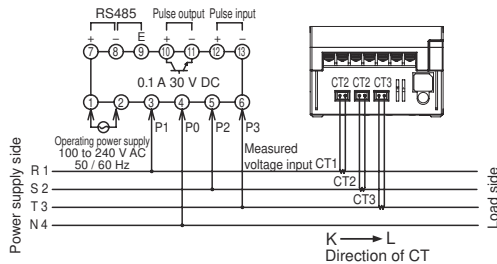 RS485 Pulse output Pulse input
+ − E + − + −
7 8 9 10 11 12 13
0.1 A 30 V DC
1 2 3 4 5 6
P1 P0 P2 P3
Operating power supply
100 to 240 V AC
50 / 60 Hz
Measured
voltage input
CT2 CT2 CT3
CT1
CT2
CT3
Power supply side
R 1
S 2
T 3
N 4
Load side
K L
Direction of CT